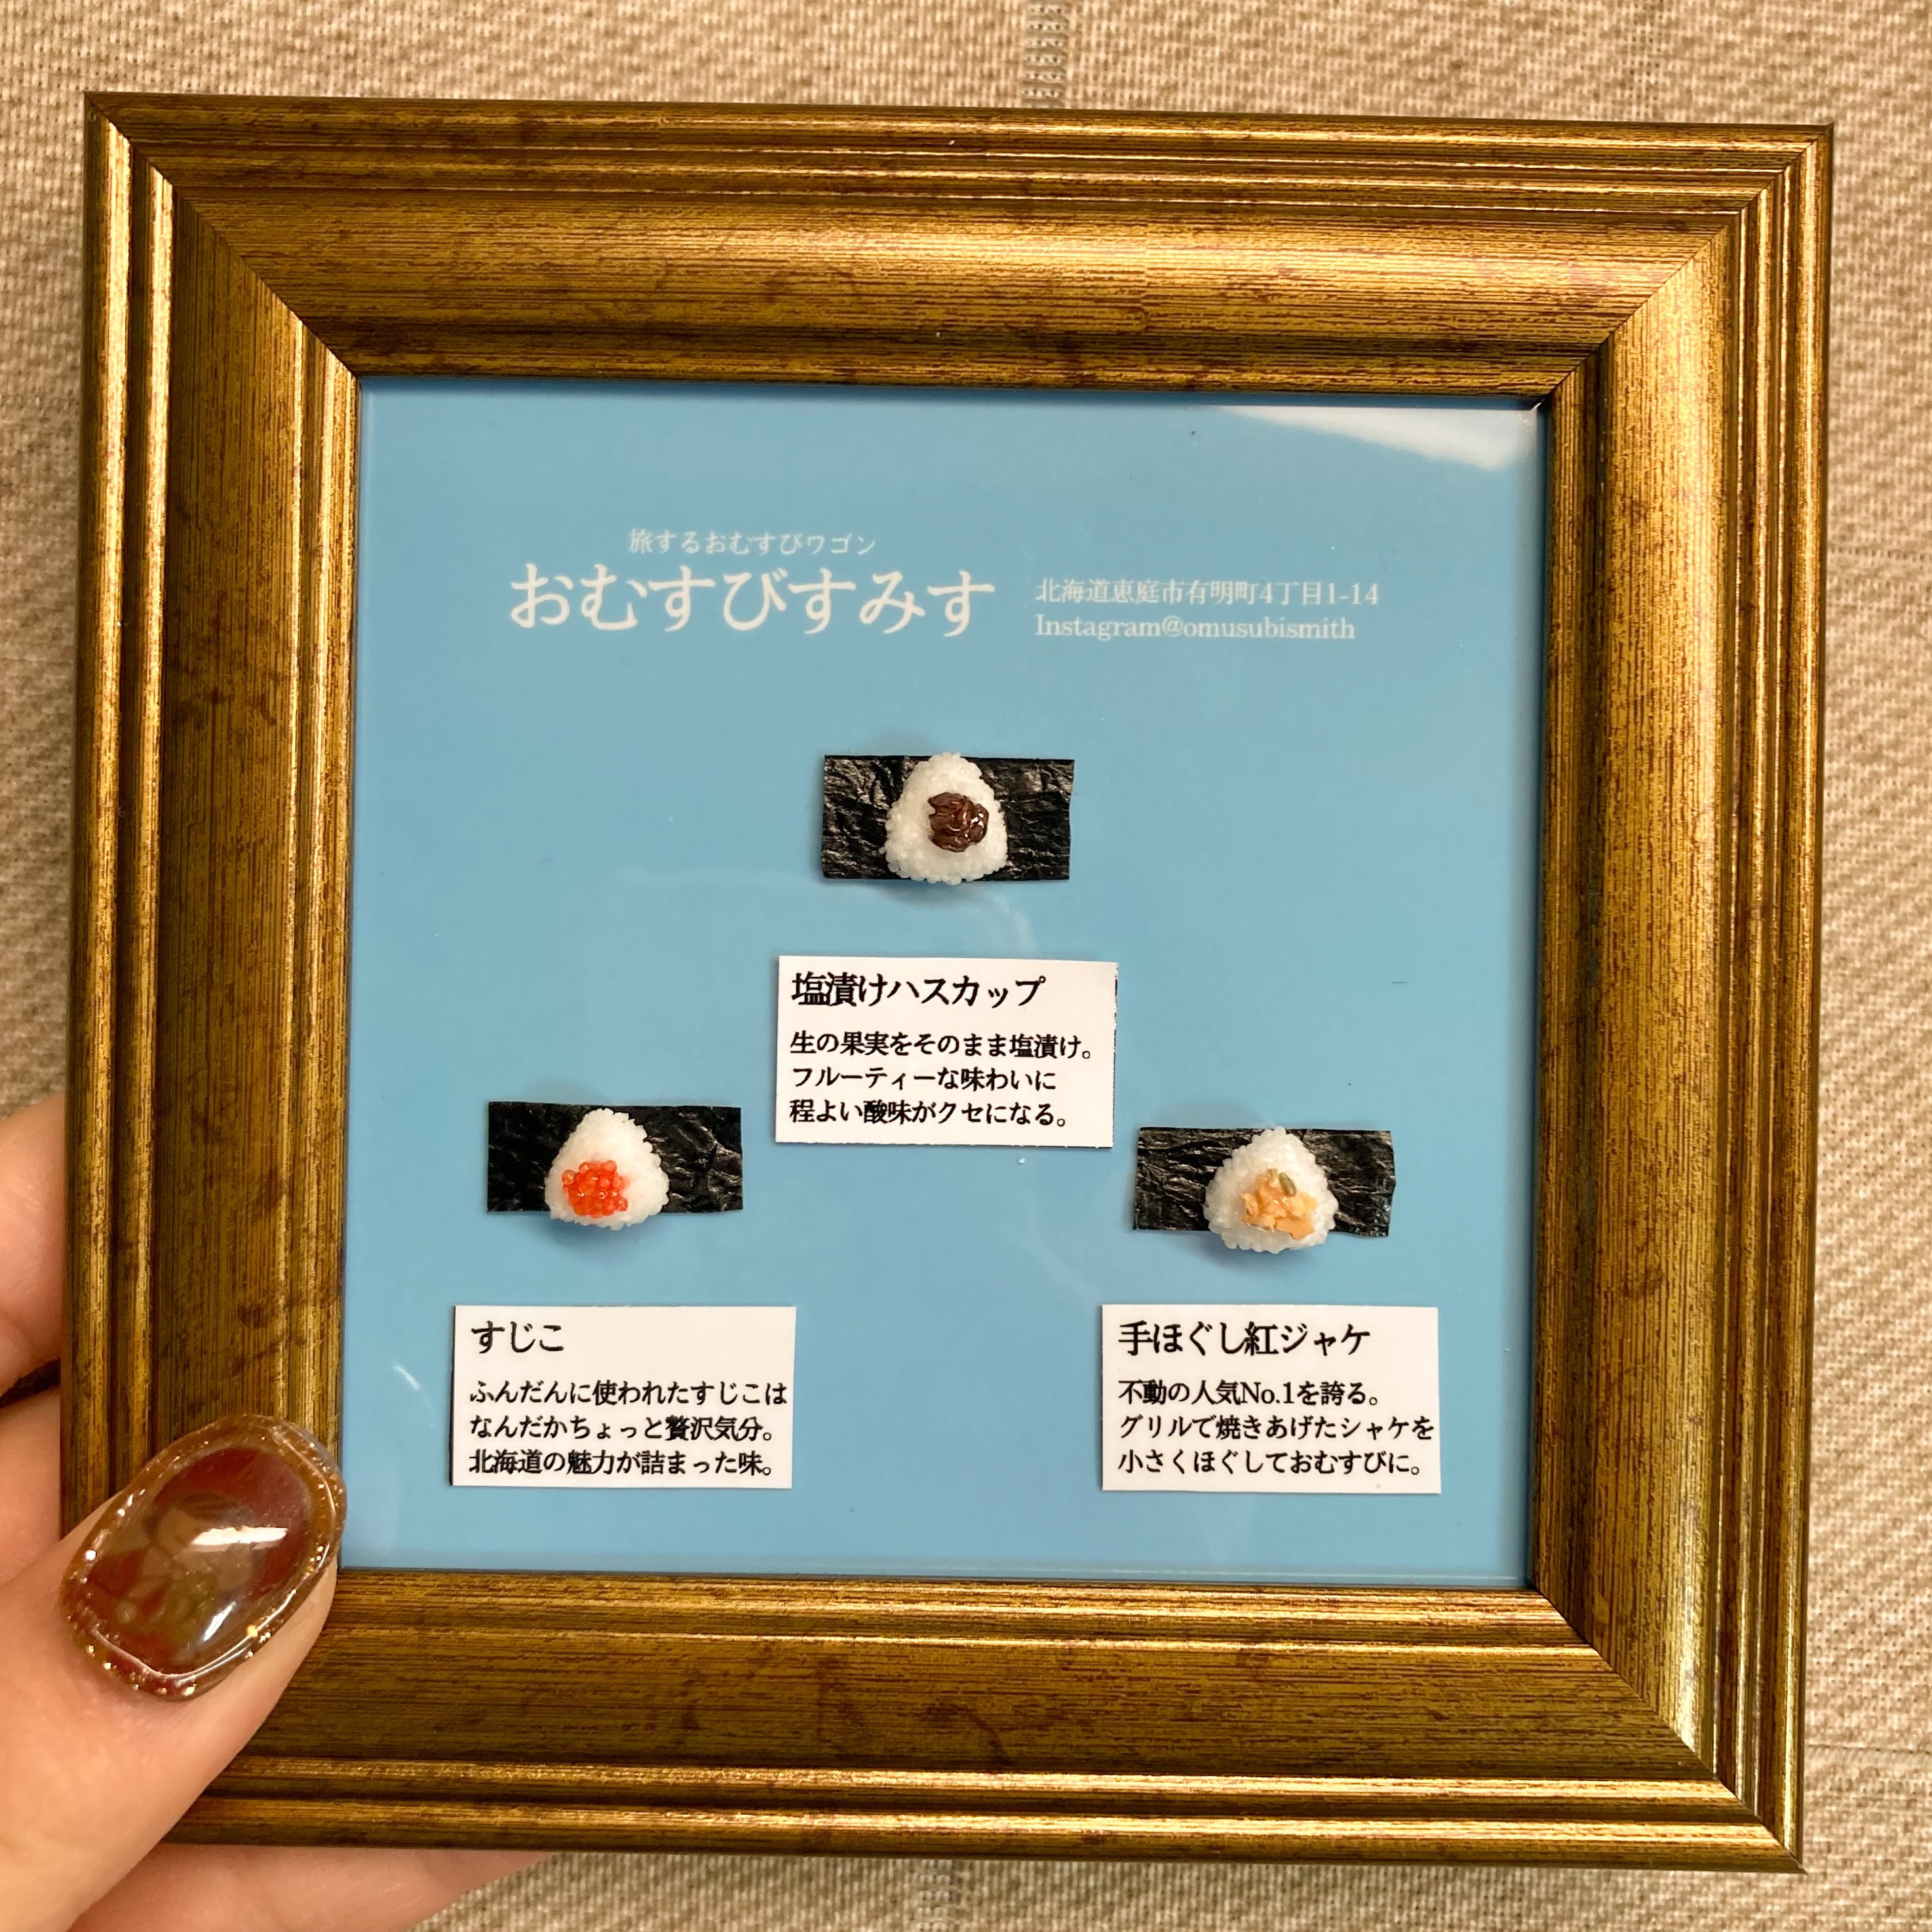 旅するおむすびワゴン
おむすびすみす
北海道恵庭市有明町4丁目1-14
Instagram@omusubismith
塩漬けハスカップ
生の果実をそのまま塩漬け。
フルーティーな味わいに
程よい酸味がクセになる。
すじこ
ふんだんに使われたすじこは
なんだかちょっと贅沢気分。
北海道の魅力が詰まった味。
手ほぐし紅ジャケ
不動の人気No.1を誇る。
グリルで焼きあげたシャケを
小さくほぐしておむすびに。